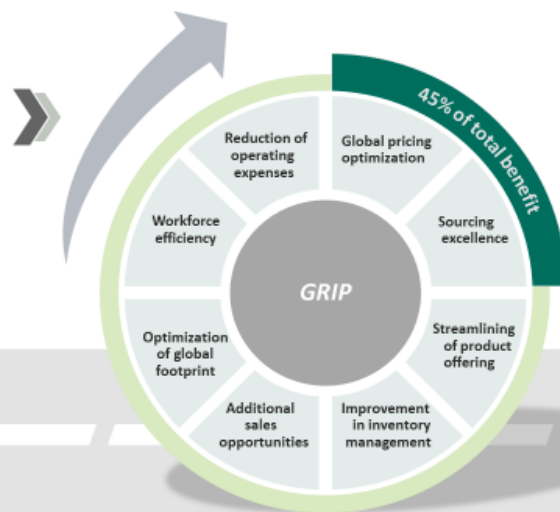 45% of total benefit
Reduction of
operating
expenses
Global pricing
optimization
Workforce
efficiency
Sourcing
excellence
GRIP
Optimization
of global
footprint
Streamlining
of product
offering
Additional
sales
opportunities
Improvement
in inventory
management